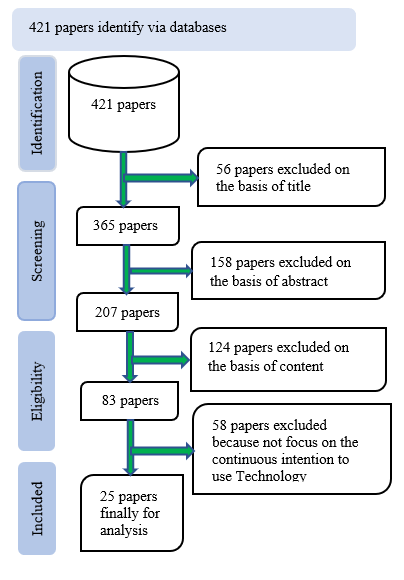 421 papers identify via databases
Identification
421 papers
56 papers excluded on
the basis of title
Screening
365 papers
158 papers excluded on
the basis of abstract
207 papers
Eligibility
124 papers excluded on
the basis of content
83 papers
58 papers excluded
because not focus on the
continuous intention to
use Technology
Included
25 papers
finally for
analysis